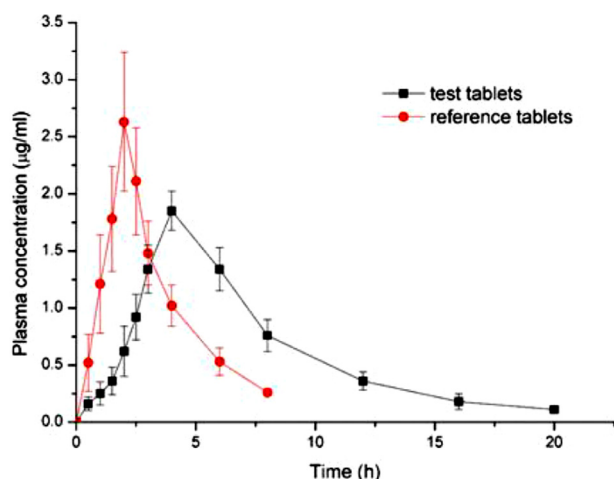 3.5
3.0
2.5
2.0
1.5
1.0
0.5
0.0
Plasma concentration (μg/ml)
test tablets
reference tablets
0 5 10 15 20
Time (h)